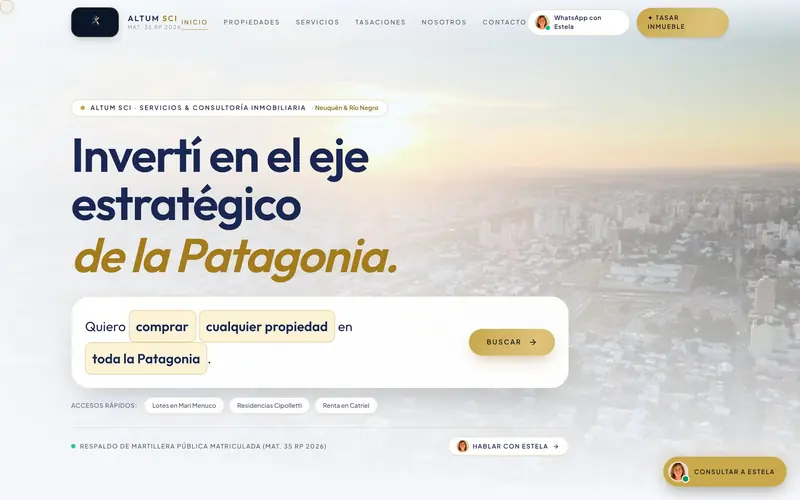 ALTUM SCI
MAT. 35 RP 2026
INICIO
PROPIEDADES
SERVICIOS
TASACIONES
NOSOTROS
CONTACTO
WhatsApp con
Estela
+ TASAR
INMUEBLE
ALTUM SCI · SERVICIOS & CONSULTORÍA INMOBILIARIA · Neuquén & Río Negro
Invertí en el eje
estratégico
de la Patagonia.
Quiero comprar cualquier propiedad en
toda la Patagonia .
BUSCAR →
ACCESOS RÁPIDOS: Lotes en Mari Menuco Residencias Cipolletti Renta en Catriel
RESPALDO DE MARTILLERA PÚBLICA MATRICULADA (MAT. 35 RP 2026)
HABLAR CON ESTELA →
CONSULTAR A ESTELA